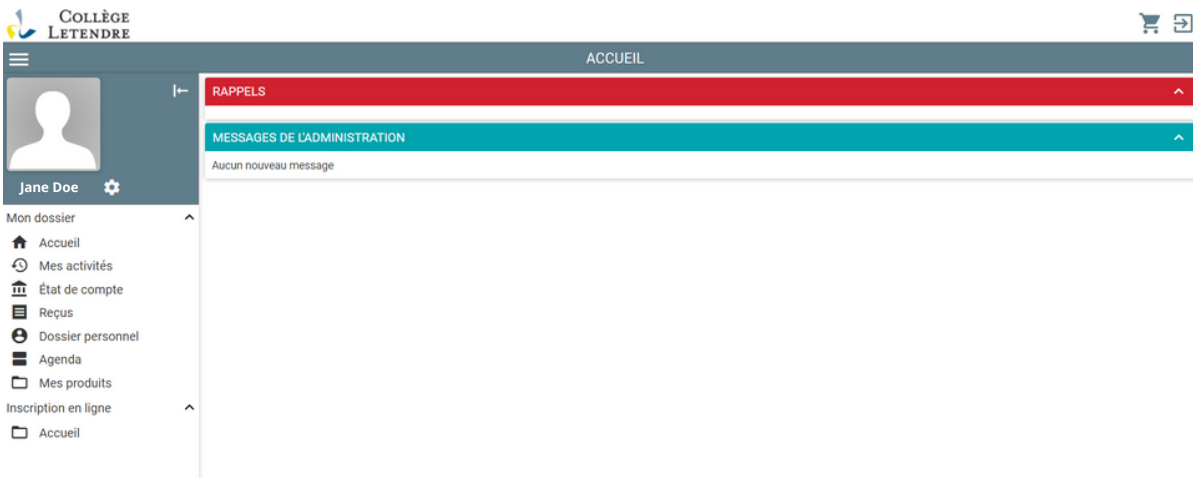 COLLÈGE
LETENDRE
ACCUEIL
Jane Doe
Mon dossier
Accueil
Mes activités
État de compte
Reçus
Dossier personnel
Agenda
Mes produits
Inscription en ligne
Accueil
RAPPELS
MESSAGES DE L'ADMINISTRATION
Aucun nouveau message